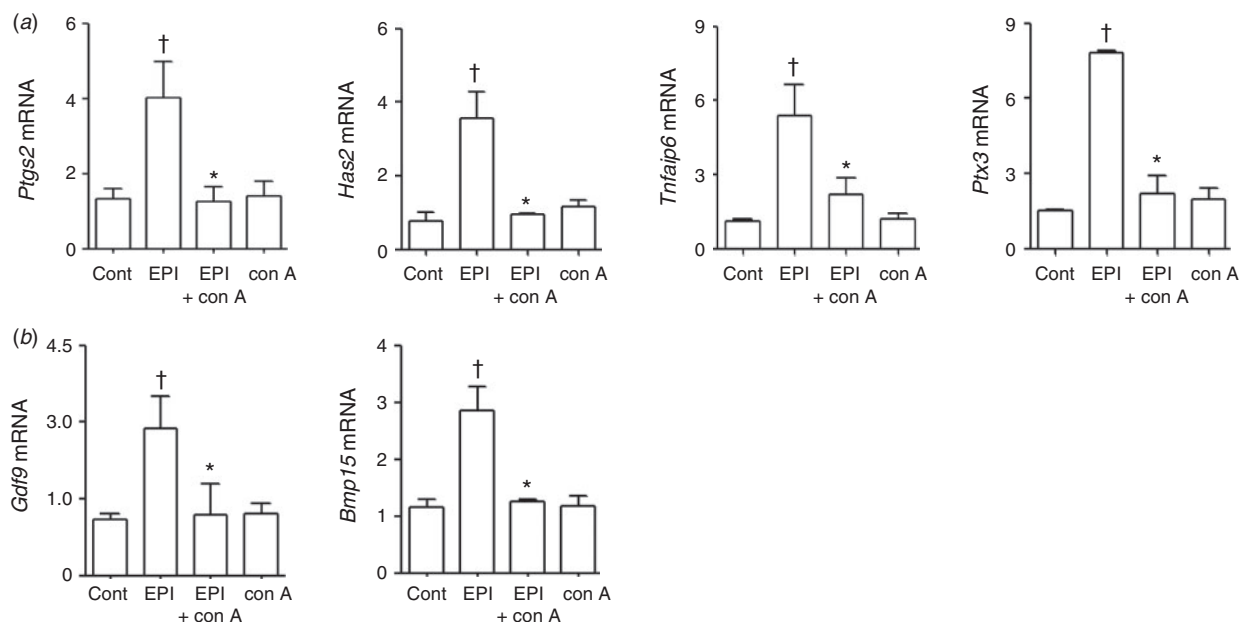 (a)
Ptgs2 mRNA
6
4
2
0
†
*
Cont EPI EPI con A
+ con A
Has2 mRNA
6
4
2
0
†
*
Cont EPI EPI con A
+ con A
Tnfaip6 mRNA
9
6
3
0
†
*
Cont EPI EPI con A
+ con A
Ptx3 mRNA
9
6
3
0
†
*
Cont EPI EPI con A
+ con A
(b)
Gdf9 mRNA
4.5
3.0
1.0
0
†
*
Cont EPI EPI con A
+ con A
Bmp15 mRNA
4
3
2
1
0
†
*
Cont EPI EPI con A
+ con A